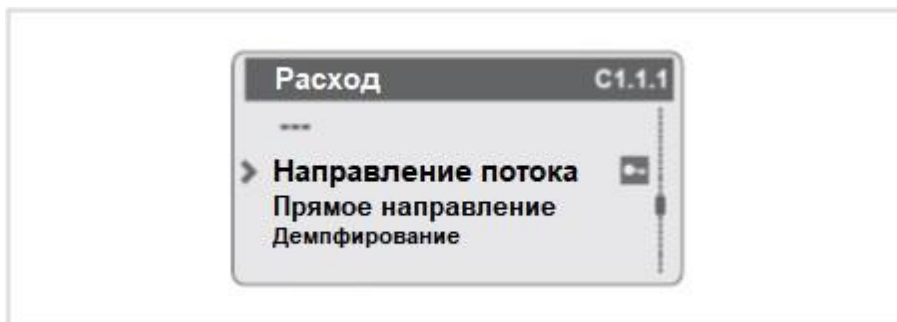 Расход C1.1.1
---
Направление потока
Прямое направление
Демпфирование